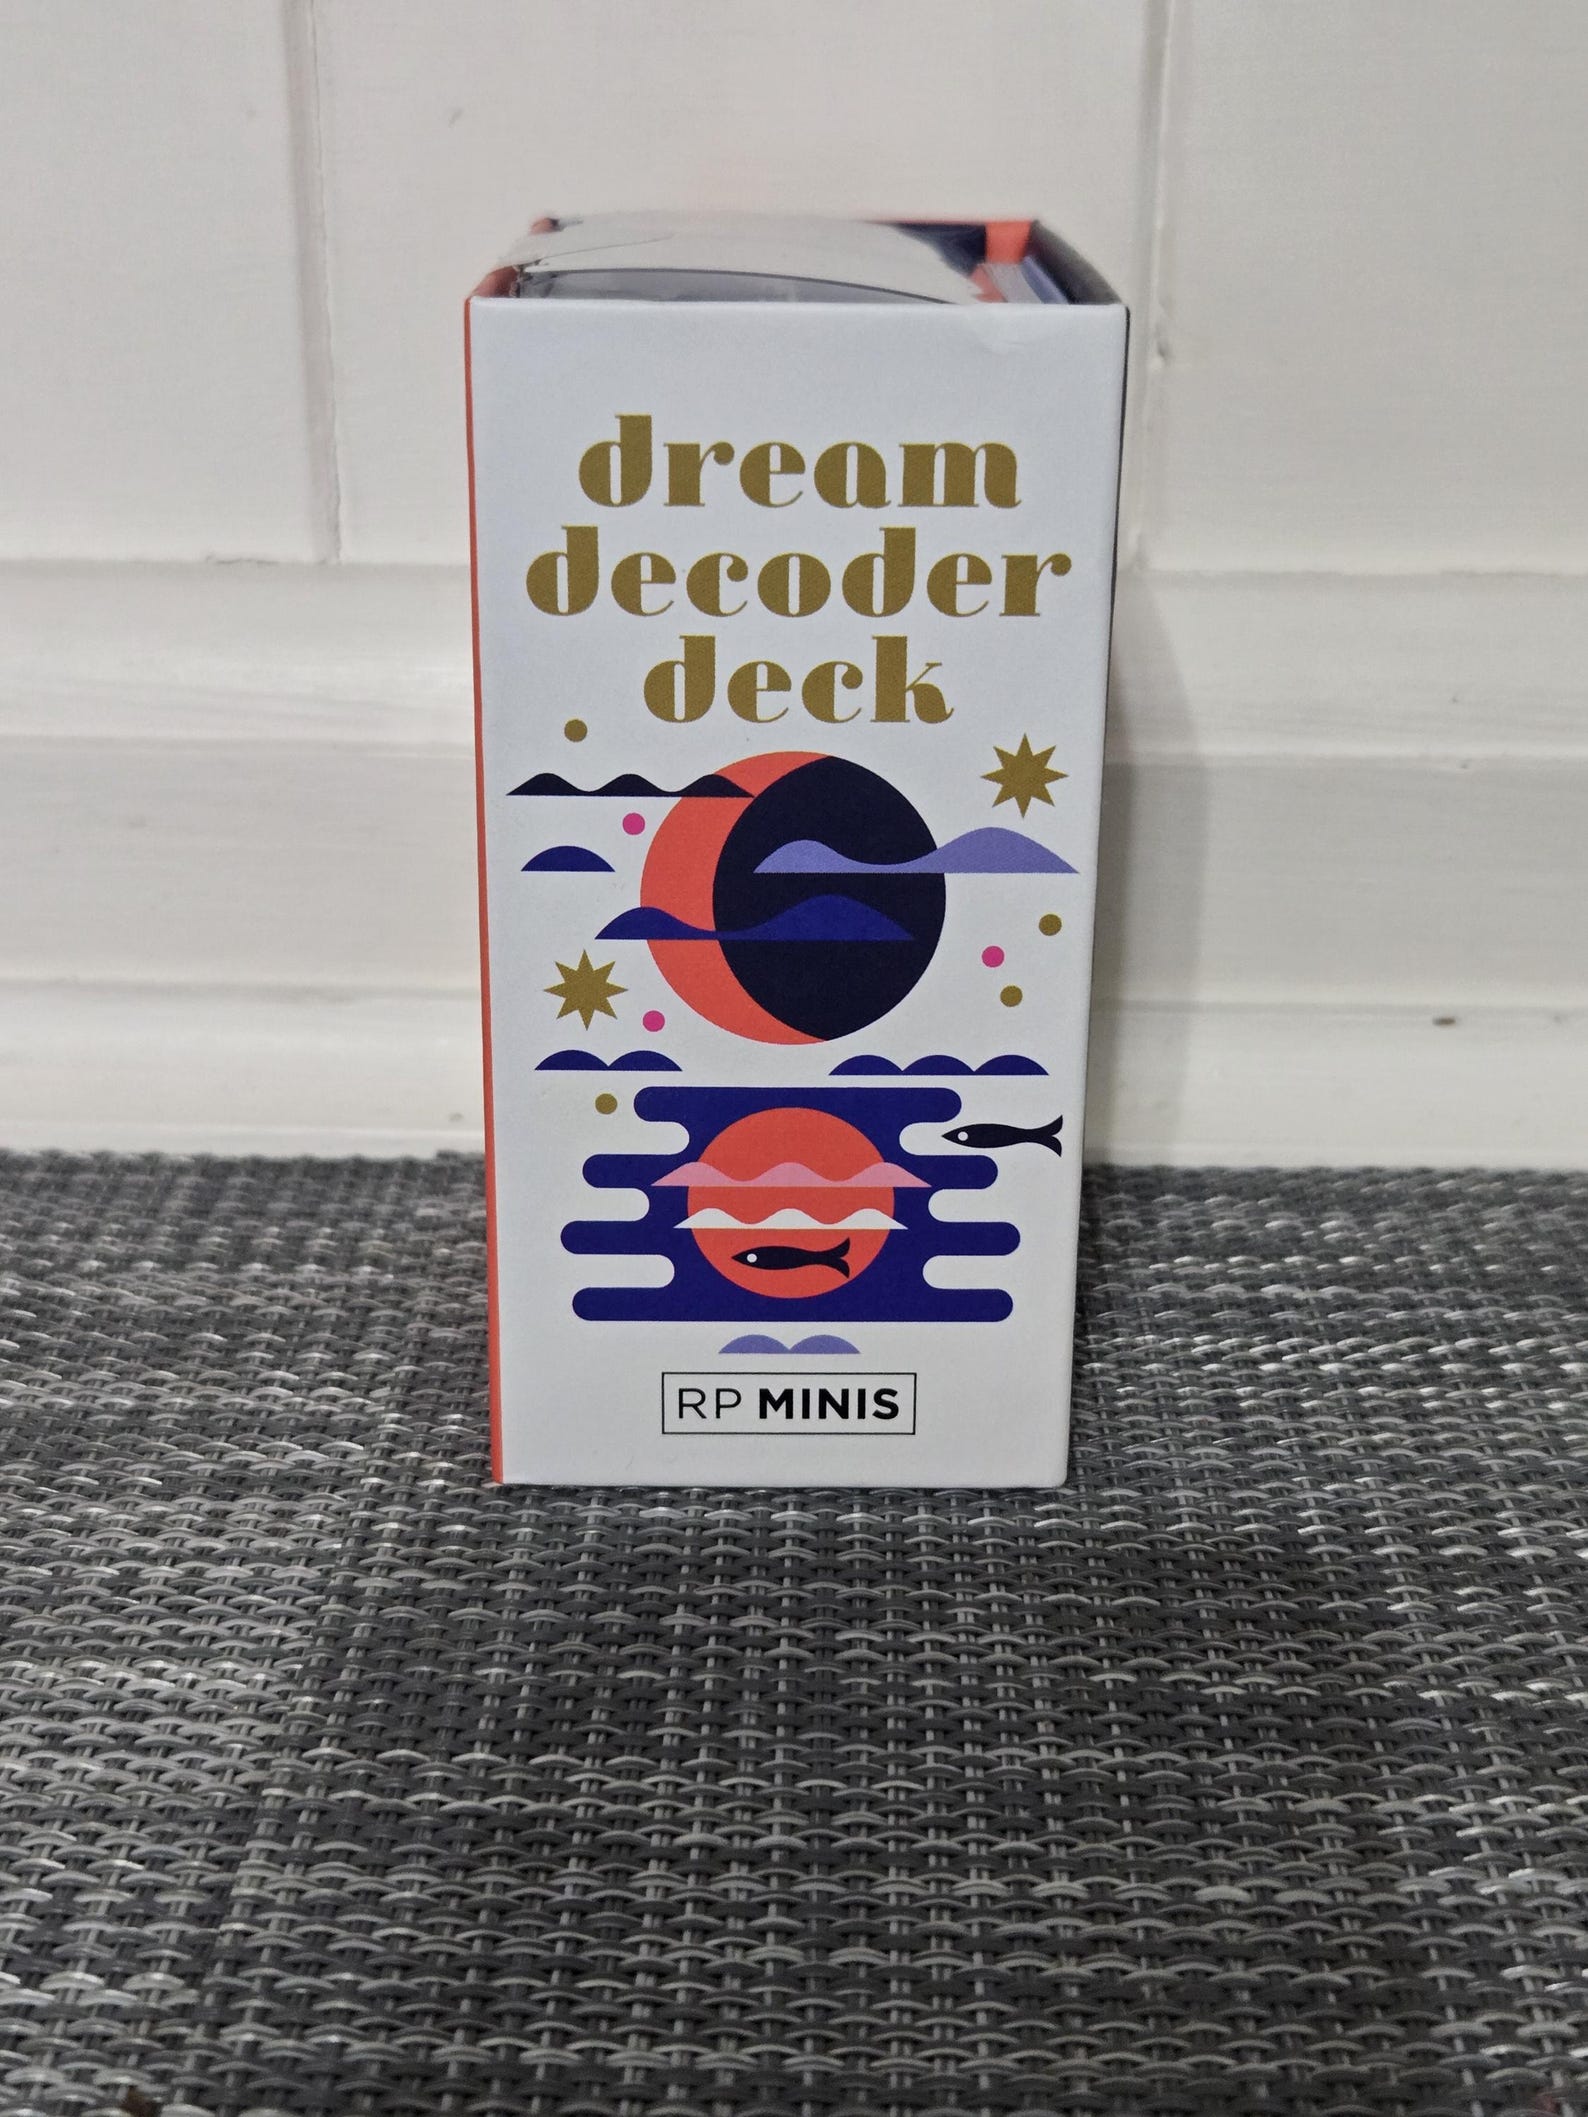 dream
decoder
deck
RP MINIS